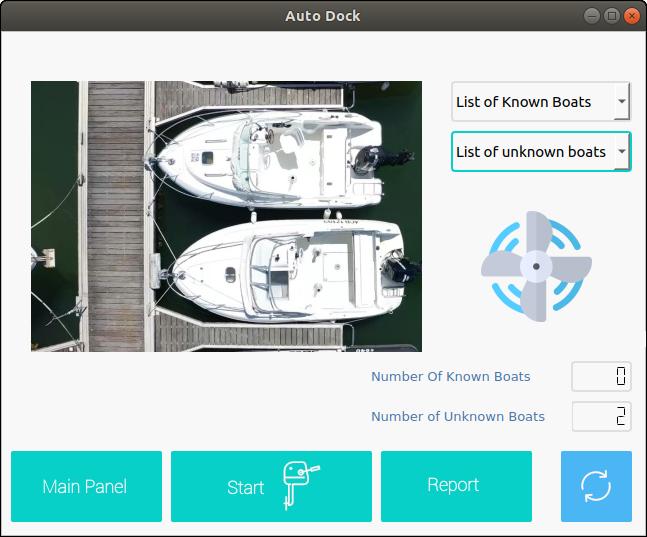 Auto Dock
List of Known Boats
List of unknown boats
Number Of Known Boats 0
Number of Unknown Boats 2
Main Panel
Start
Report